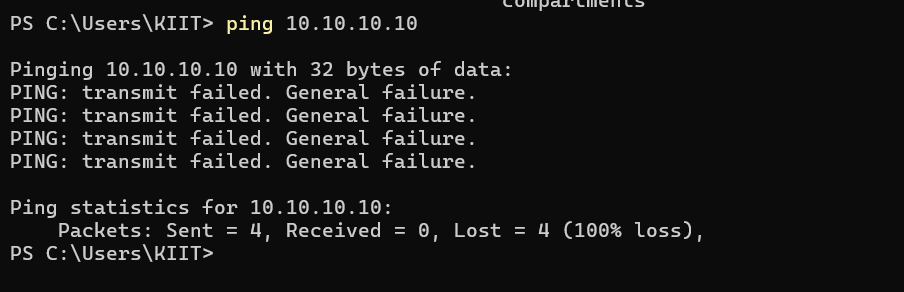 compartments
PS C:\Users\KIIT> ping 10.10.10.10
Pinging 10.10.10.10 with 32 bytes of data:
PING: transmit failed. General failure.
PING: transmit failed. General failure.
PING: transmit failed. General failure.
PING: transmit failed. General failure.
Ping statistics for 10.10.10.10:
    Packets: Sent = 4, Received = 0, Lost = 4 (100% loss),
PS C:\Users\KIIT>